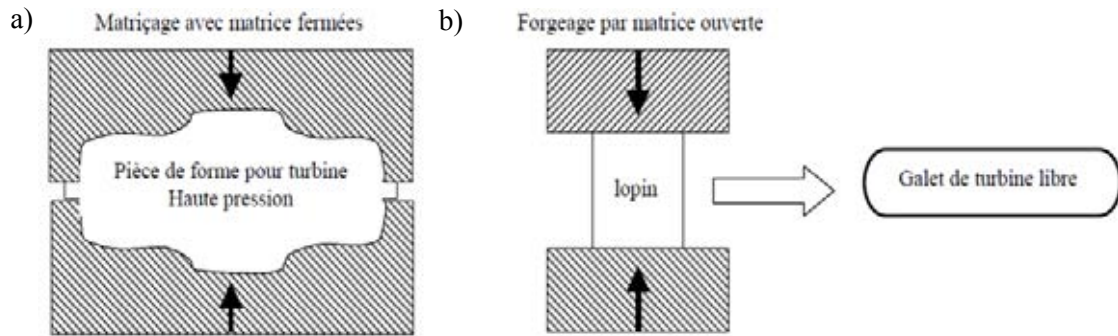 a)
Matriçage avec matrice fermées
Pièce de forme pour turbine
Haute pression
b)
Forgeage par matrice ouverte
lopin
Galet de turbine libre